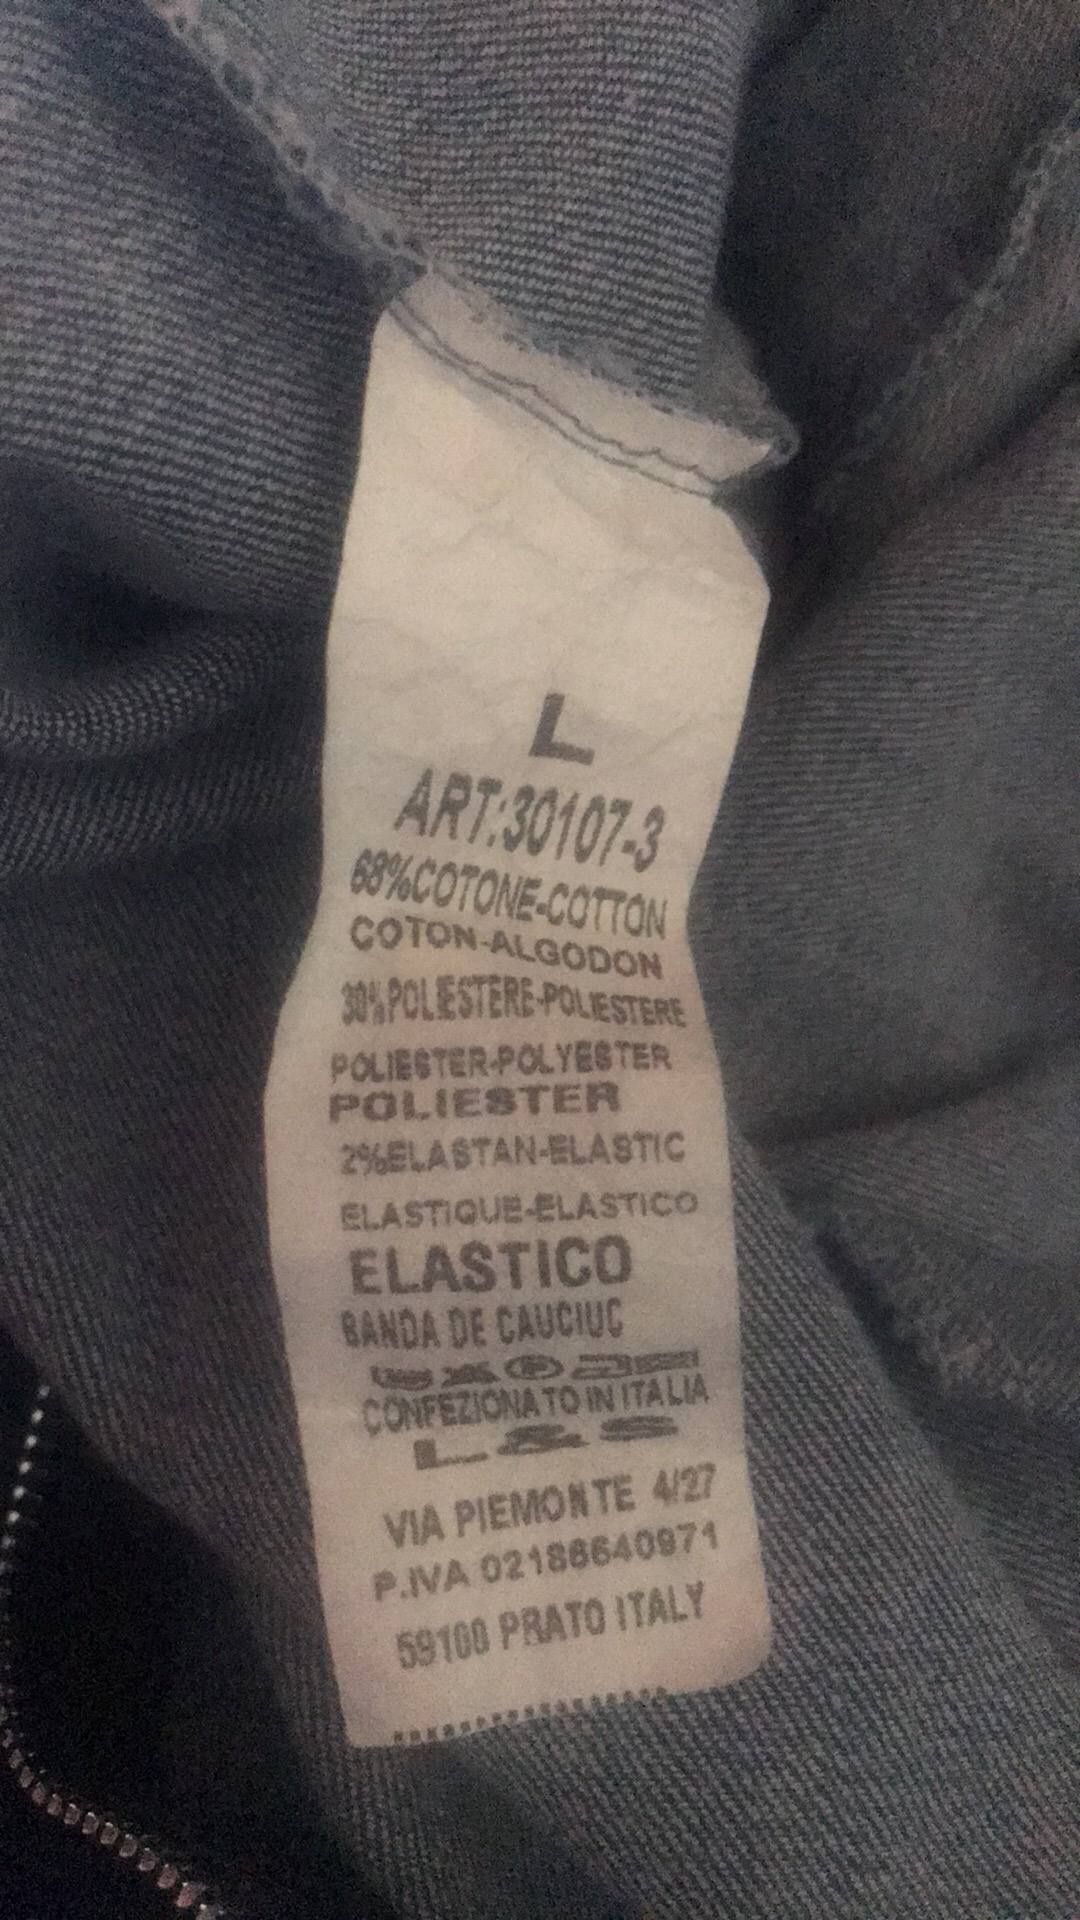 L
ART:30107-3
68%COTONE-COTTON
COTON-ALGODON
30%POLIESTERE-POLIESTERE
POLIESTER-POLYESTER
POLIESTER
2%ELASTAN-ELASTIC
ELASTIQUE-ELASTICO
ELASTICO
BANDA DE CAUCIUC
CONFEZIONATO IN ITALIA
L&S
VIA PIEMONTE 4/27
P.IVA 02186640971
59100 PRATO ITALY